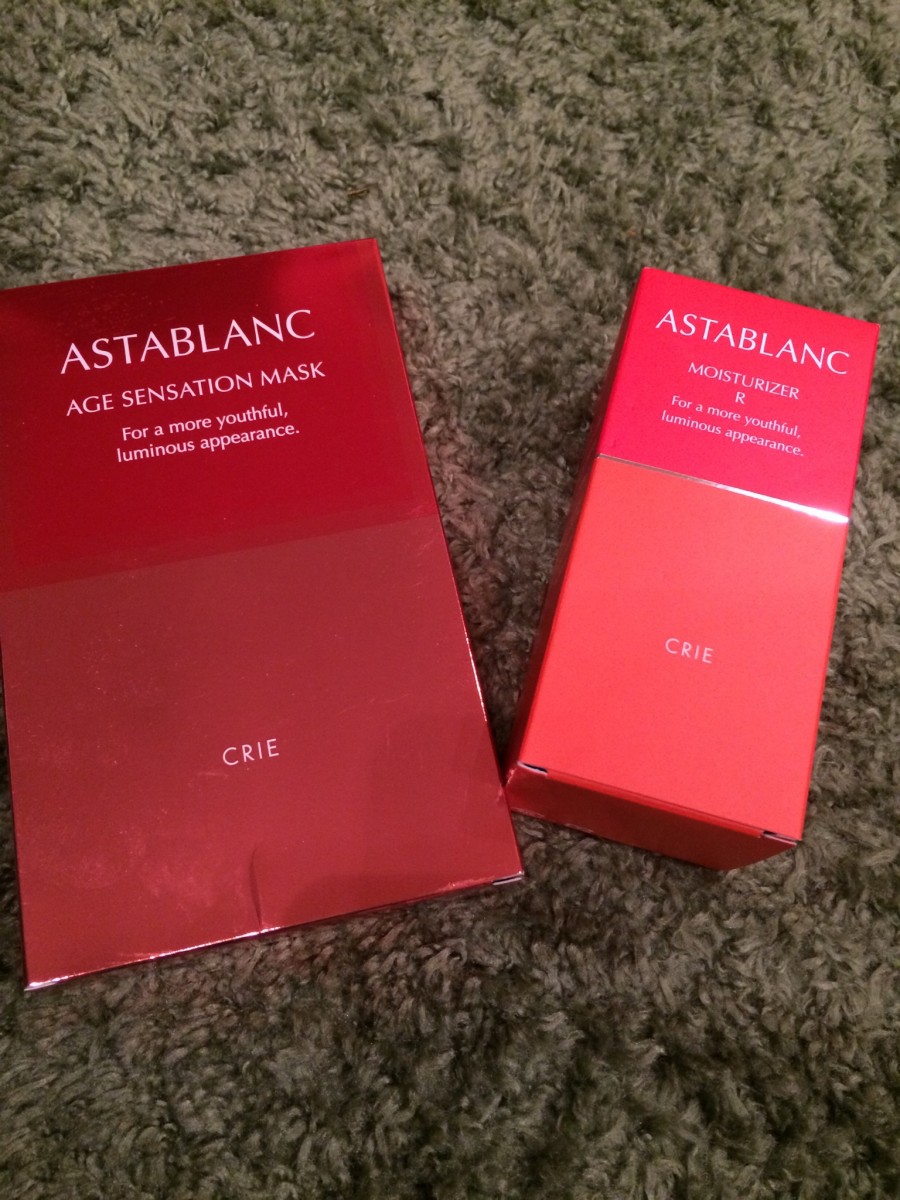 ASTABLANC
AGE SENSATION MASK
For a more youthful,
luminous appearance.
CRIE
ASTABLANC
MOISTURIZER
R
For a more youthful,
luminous appearance.
CRIE